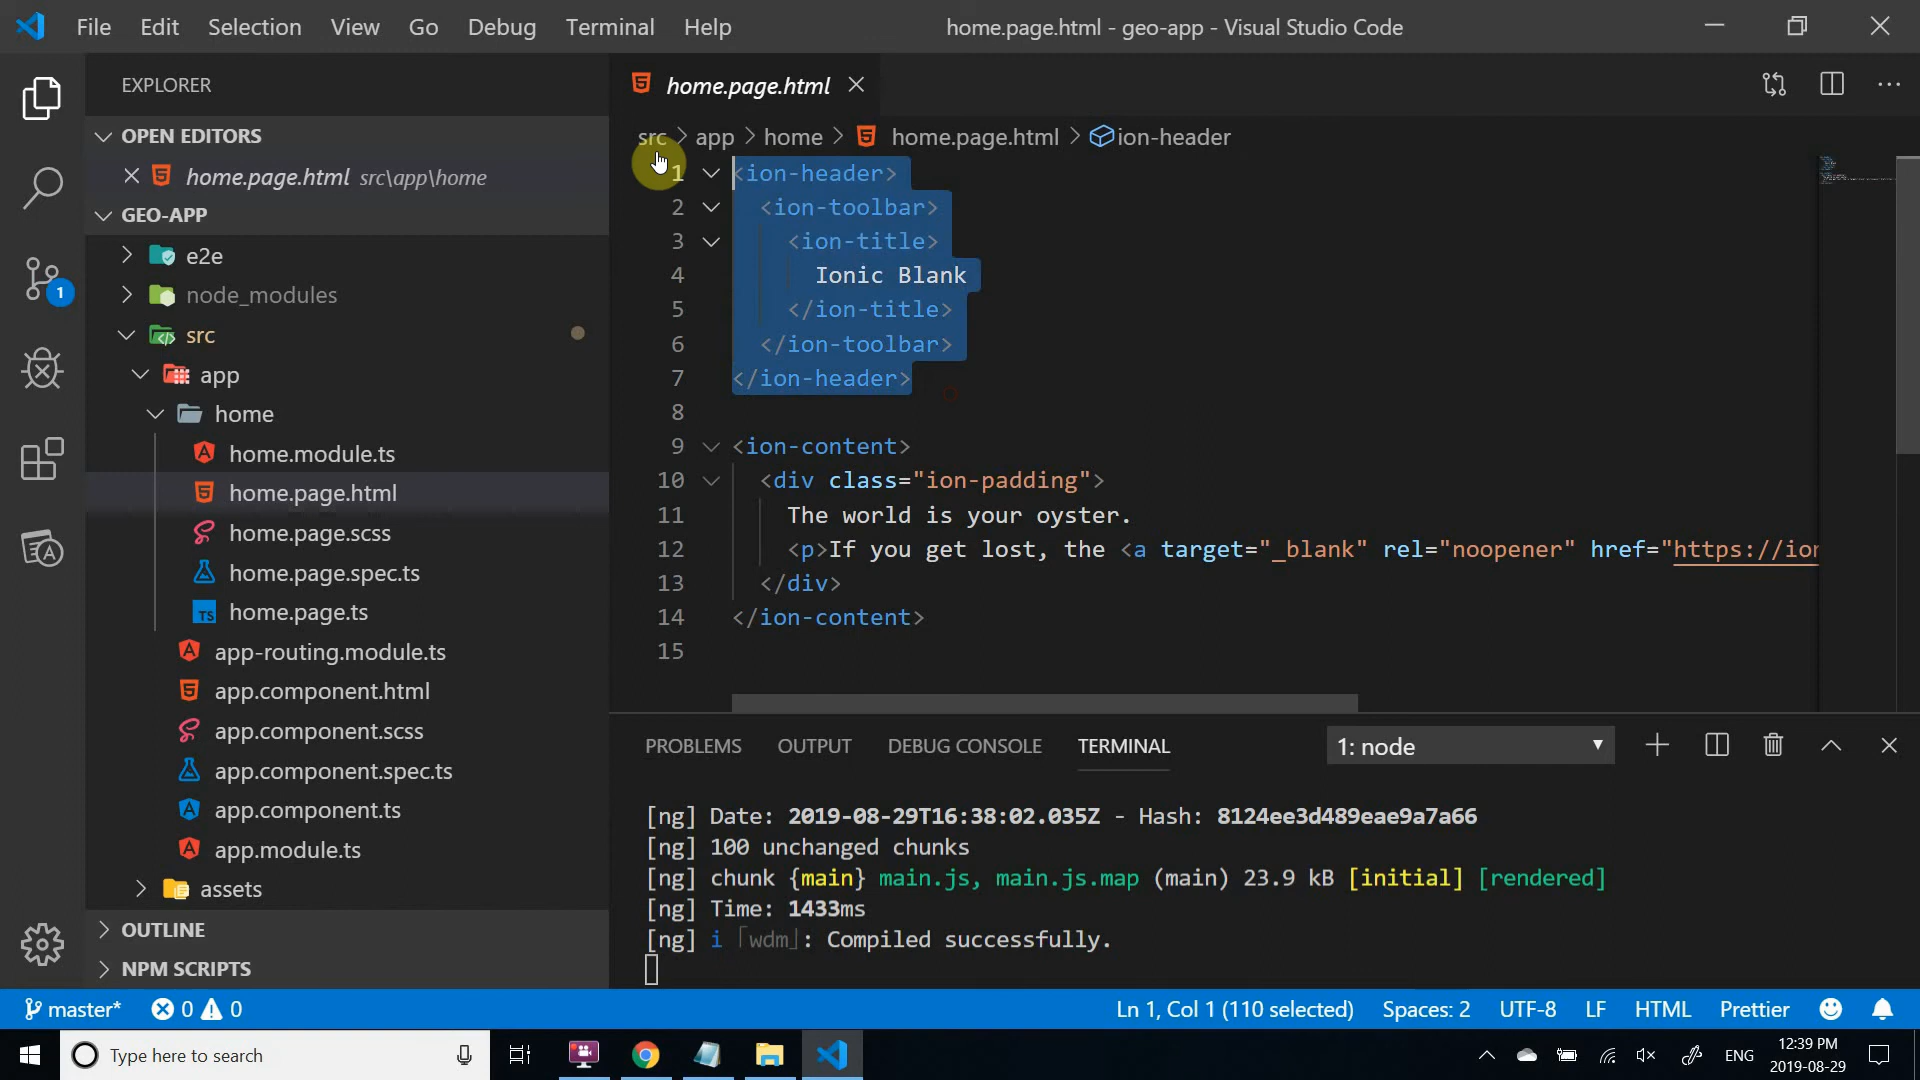 File Edit Selection View Go Debug Terminal Help
home.page.html - geo-app - Visual Studio Code
EXPLORER
OPEN EDITORS
home.page.html src\app\home
GEO-APP
e2e
node_modules
src
app
home
home.module.ts
home.page.html
home.page.scss
home.page.spec.ts
home.page.ts
app-routing.module.ts
app.component.html
app.component.scss
app.component.spec.ts
app.component.ts
app.module.ts
assets
OUTLINE
NPM SCRIPTS
1
home.page.html
src > app > home > home.page.html > ion-header
1 <ion-header>
2 <ion-toolbar>
3 <ion-title>
4 Ionic Blank
5 </ion-title>
6 </ion-toolbar>
7 </ion-header>
8
9 <ion-content>
10 <div class="ion-padding">
11 The world is your oyster.
12 <p>If you get lost, the <a target="_blank" rel="noopener" href="https://ion
13 </div>
14 </ion-content>
15
PROBLEMS OUTPUT DEBUG CONSOLE TERMINAL
1: node
[ng] Date: 2019-08-29T16:38:02.035Z - Hash: 8124ee3d489eae9a7a66
[ng] 100 unchanged chunks
[ng] chunk {main} main.js, main.js.map (main) 23.9 kB [initial] [rendered]
[ng] Time: 1433ms
[ng] i ｢wdm｣: Compiled successfully.
master* 0 0
Ln 1, Col 1 (110 selected) Spaces: 2 UTF-8 LF HTML Prettier
Type here to search
ENG
12:39 PM
2019-08-29